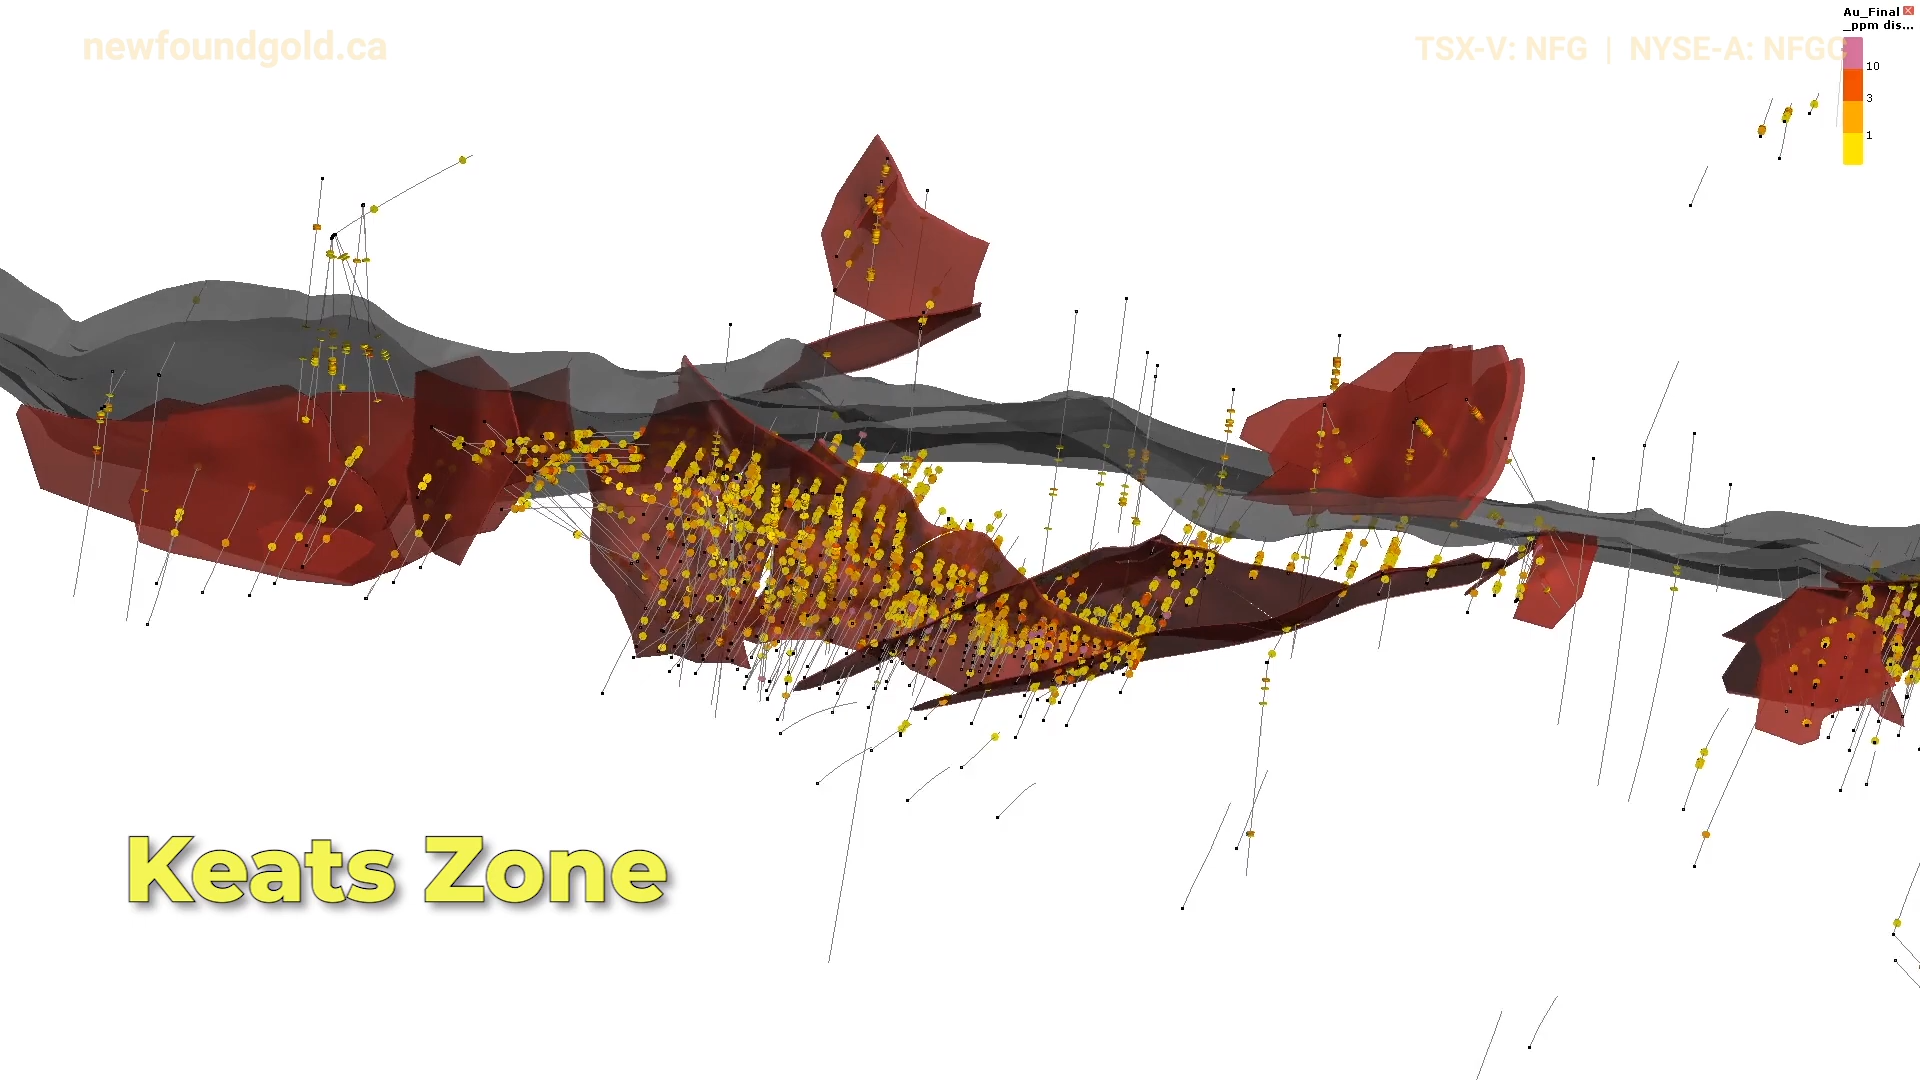 newfoundgold.ca
TSX-V: NFG | NYSE-A: NFGC
Au_Final
_ppm dis...
10
3
1
Keats Zone